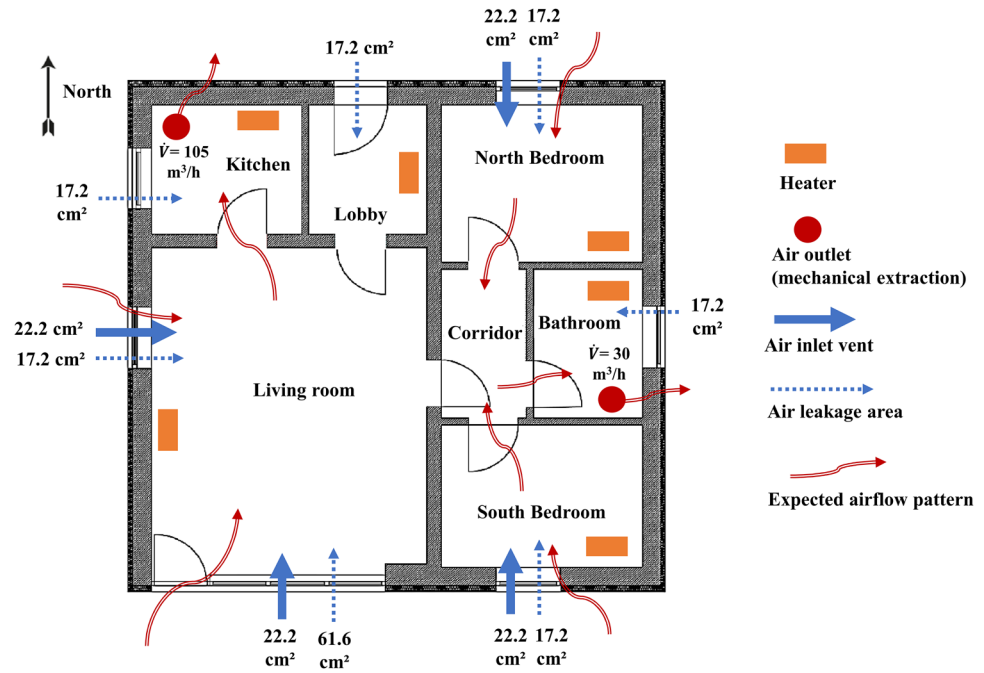 North
17.2 cm²
22.2
cm²
17.2
cm²
V̇= 105
m³/h
Kitchen
Lobby
North Bedroom
17.2
cm²
22.2 cm²
17.2 cm²
Living room
Corridor
Bathroom
V̇= 30
m³/h
17.2
cm²
South Bedroom
22.2
cm²
61.6
cm²
22.2
cm²
17.2
cm²
Heater
Air outlet
(mechanical extraction)
Air inlet vent
Air leakage area
Expected airflow pattern